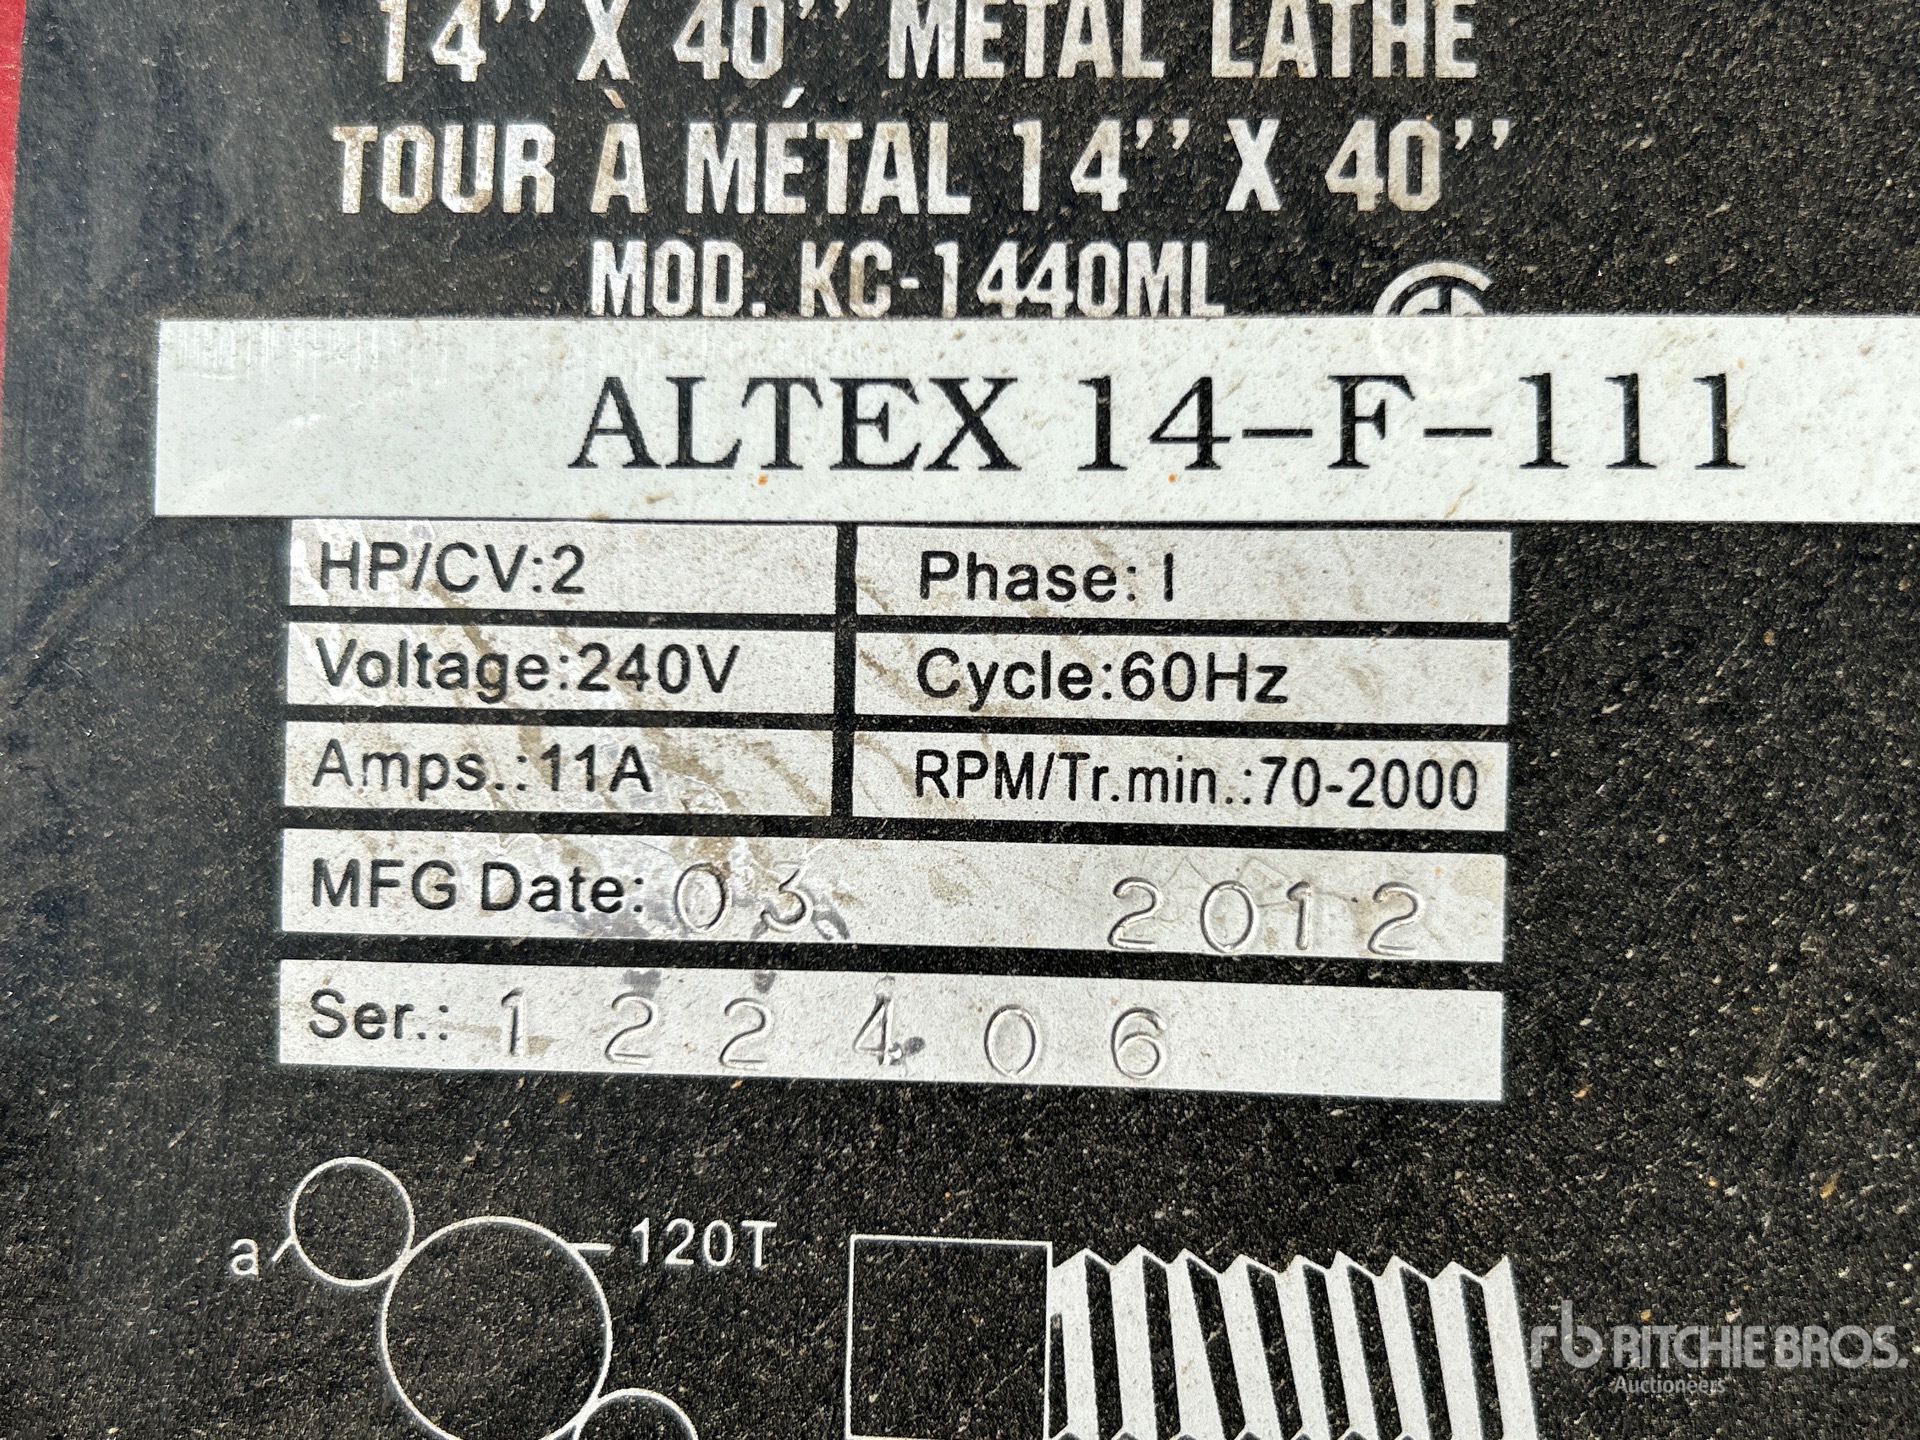 14’’ X 40’’ METAL LATHE
TOUR À MÉTAL 14’’ X 40’’
MOD. KC-1440ML
ALTEX 14-F-111
HP/CV:2
Phase: I
Voltage:240V
Cycle:60Hz
Amps.:11A
RPM/Tr.min.:70-2000
MFG Date: 03 2012
Ser.: 122406
a
120T
rb RITCHIE BROS.
Auctioneers